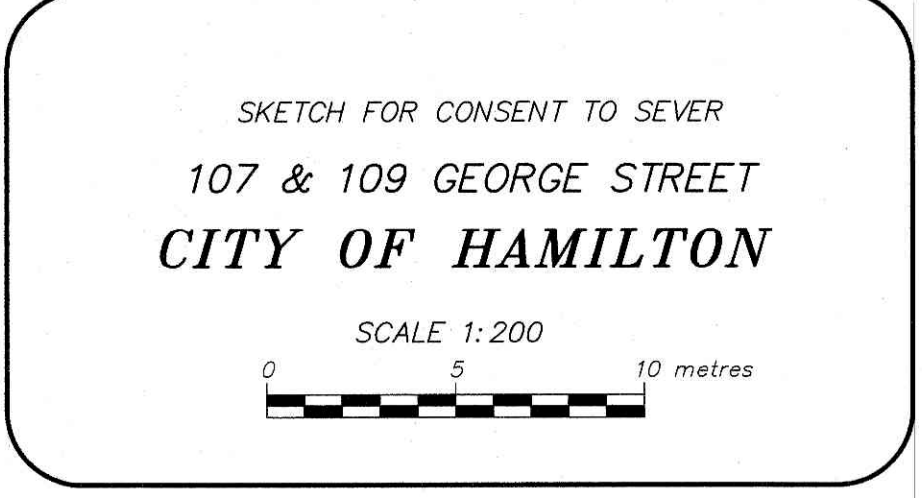 SKETCH FOR CONSENT TO SEVER
107 & 109 GEORGE STREET
CITY OF HAMILTON
SCALE 1:200
0 5 10 metres